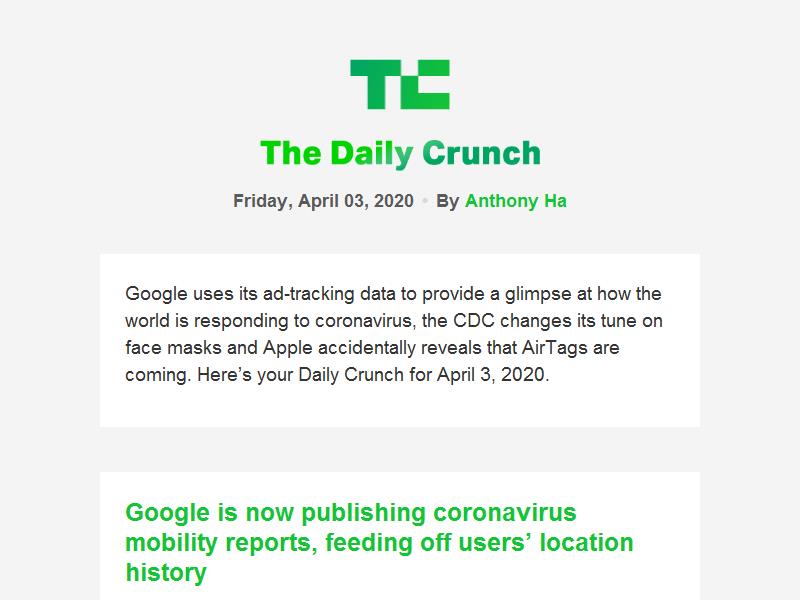 TC
The Daily Crunch
Friday, April 03, 2020 • By Anthony Ha
Google uses its ad-tracking data to provide a glimpse at how the
world is responding to coronavirus, the CDC changes its tune on
face masks and Apple accidentally reveals that AirTags are
coming. Here’s your Daily Crunch for April 3, 2020.
Google is now publishing coronavirus
mobility reports, feeding off users’ location
history